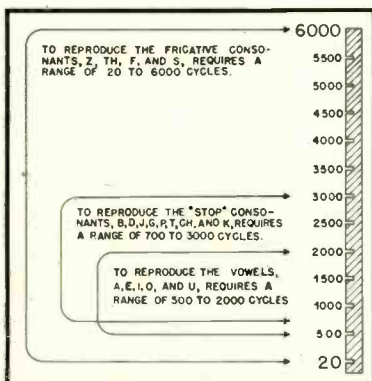 TO REPRODUCE THE FRICATIVE CONSO-
NANTS, Z, TH, F, AND S, REQUIRES A
RANGE OF 20 TO 6000 CYCLES.
TO REPRODUCE THE "STOP" CONSO-
NANTS, B,D,J,G,P,T,CH, AND K, REQUIRES
A RANGE OF 700 TO 3000 CYCLES.
TO REPRODUCE THE VOWELS,
A,E,I,O, AND U, REQUIRES A
RANGE OF 500 TO 2000 CYCLES
6000
5500
5000
4500
4000
3500
3000
2500
2000
1500
1000
500
20